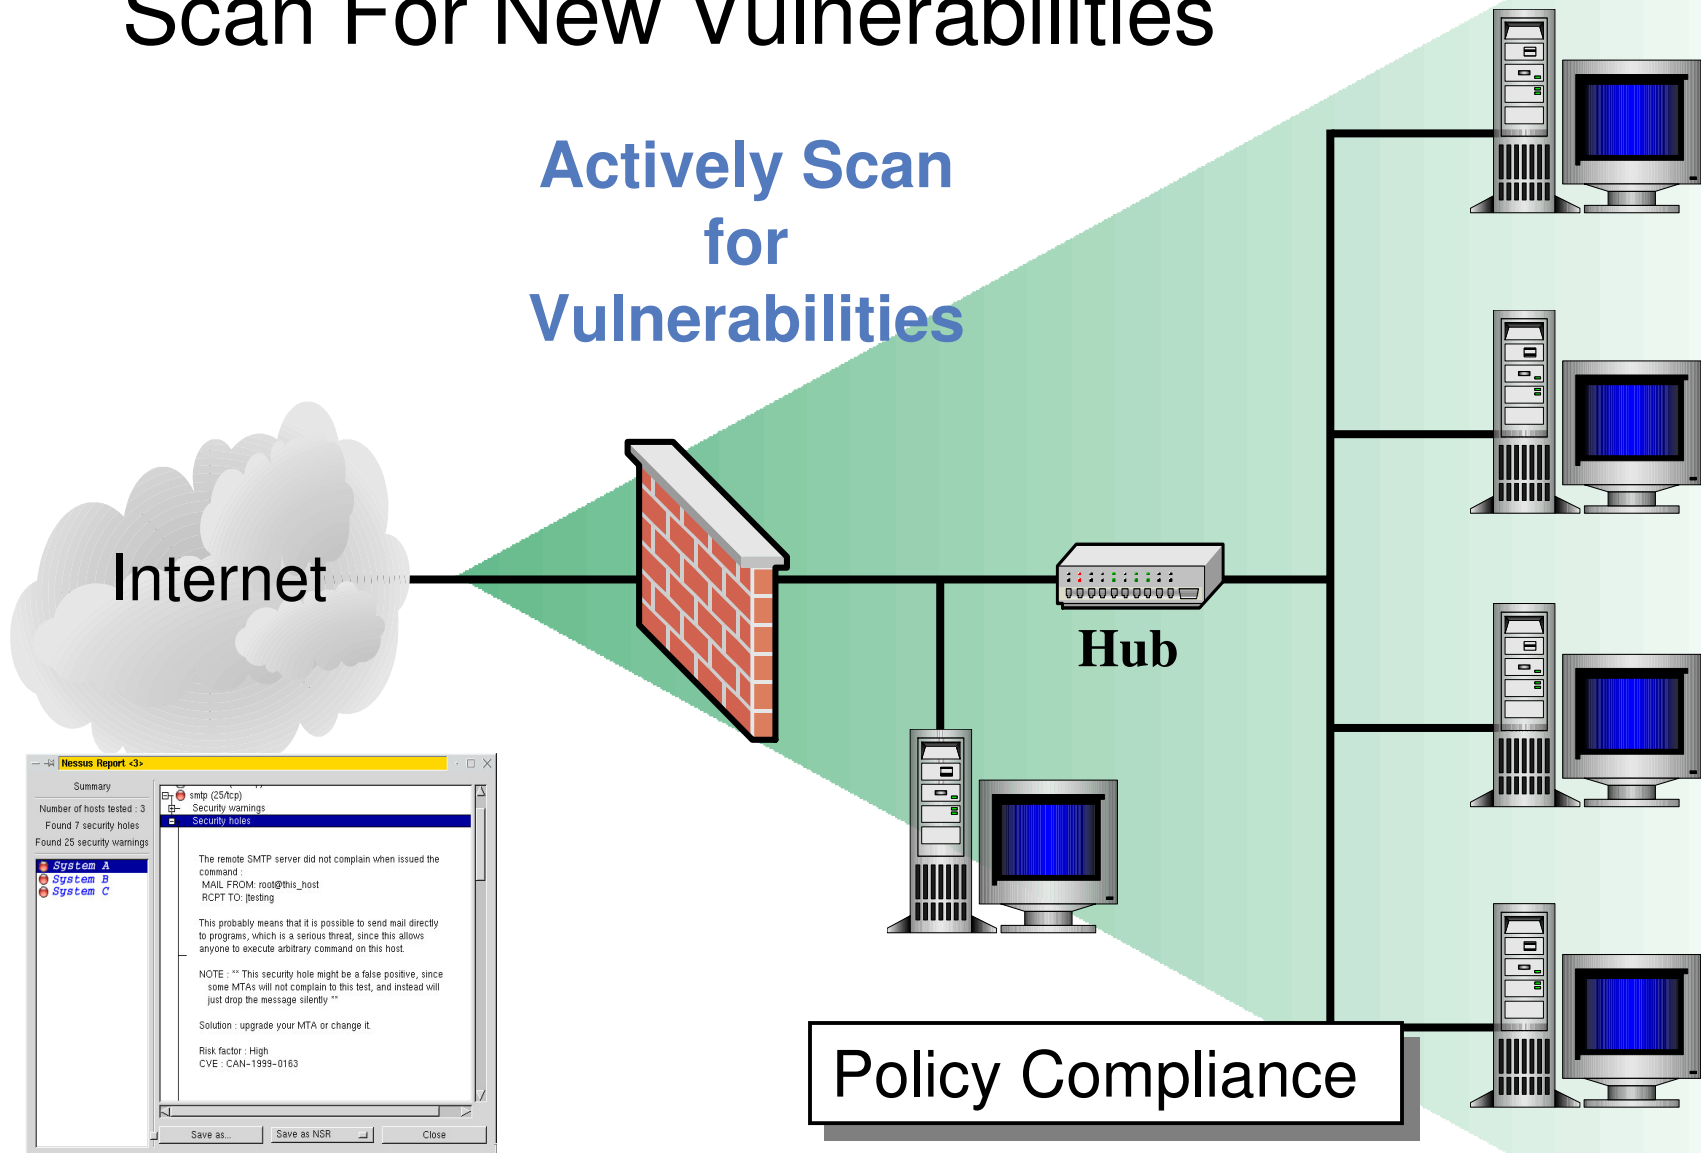 Scan For New Vulnerabilities
Actively Scan
for
Vulnerabilities
Internet
Hub
Nessus Report <3>
Summary
Number of hosts tested : 3
Found 7 security holes
Found 25 security warnings
System A
System B
System C
smtp (25/tcp)
Security warnings
Security holes
The remote SMTP server did not complain when issued the
command :
MAIL FROM: root@this_host
RCPT TO: |testing
This probably means that it is possible to send mail directly
to programs, which is a serious threat, since this allows
anyone to execute arbitrary command on this host.
NOTE : ** This security hole might be a false positive, since
some MTAs will not complain to this test, and instead will
just drop the message silently **
Solution : upgrade your MTA or change it.
Risk factor : High
CVE : CAN-1999-0163
Save as...
Save as NSR
Close
Policy Compliance